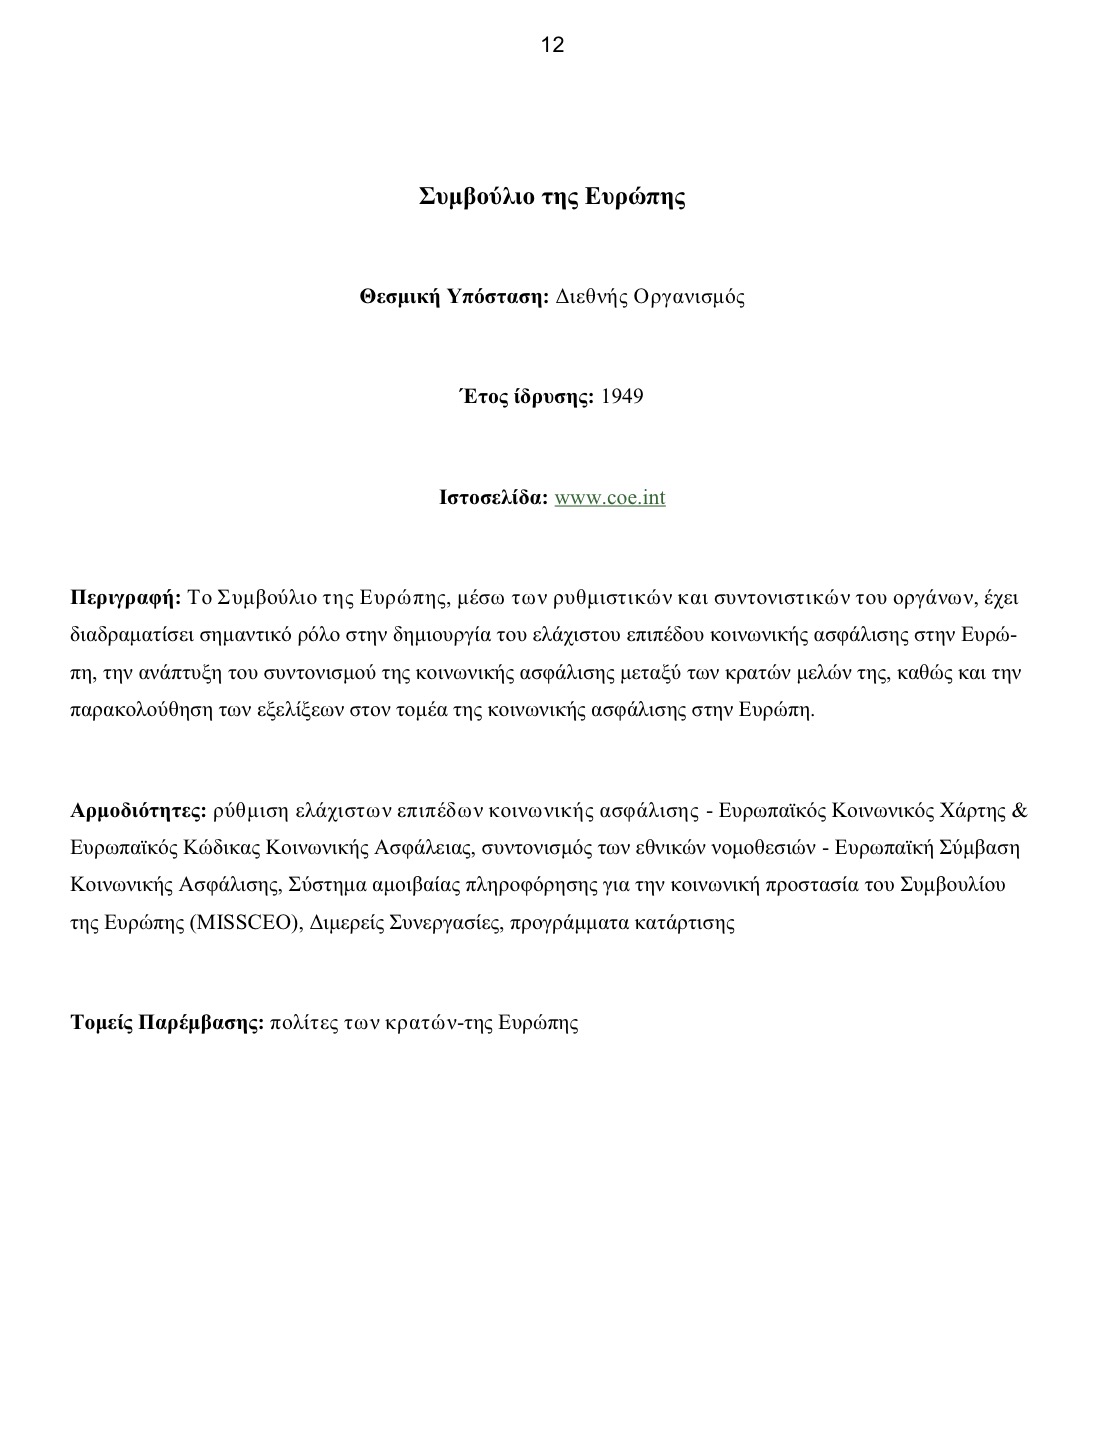 12
Συμβούλιο της Ευρώπης
Θεσμική Υπόσταση: Διεθνής Οργανισμός
Έτος ίδρυσης: 1949
Ιστοσελίδα: www.coe.int
Περιγραφή: Το Συμβούλιο της Ευρώπης, μέσω των ρυθμιστικών και συντονιστικών του οργάνων, έχει
διαδραματίσει σημαντικό ρόλο στην δημιουργία του ελάχιστου επιπέδου κοινωνικής ασφάλισης στην Ευρώ-
πη, την ανάπτυξη του συντονισμού της κοινωνικής ασφάλισης μεταξύ των κρατών μελών της, καθώς και την
παρακολούθηση των εξελίξεων στον τομέα της κοινωνικής ασφάλισης στην Ευρώπη.
Αρμοδιότητες: ρύθμιση ελάχιστων επιπέδων κοινωνικής ασφάλισης - Ευρωπαϊκός Κοινωνικός Χάρτης &
Ευρωπαϊκός Κώδικας Κοινωνικής Ασφάλειας, συντονισμός των εθνικών νομοθεσιών - Ευρωπαϊκή Σύμβαση
Κοινωνικής Ασφάλισης, Σύστημα αμοιβαίας πληροφόρησης για την κοινωνική προστασία του Συμβουλίου
της Ευρώπης (MISSCEO), Διμερείς Συνεργασίες, προγράμματα κατάρτισης
Τομείς Παρέμβασης: πολίτες των κρατών-της Ευρώπης